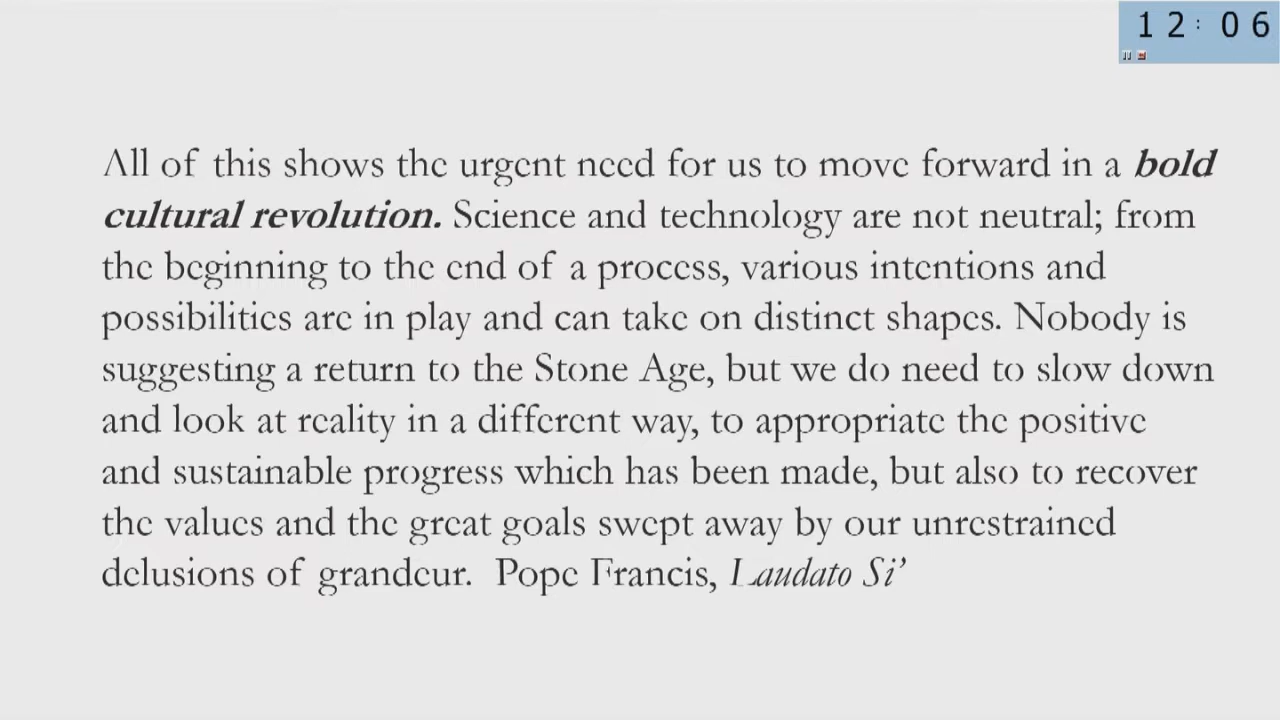 12:06
All of this shows the urgent need for us to move forward in a bold
cultural revolution. Science and technology are not neutral; from
the beginning to the end of a process, various intentions and
possibilities are in play and can take on distinct shapes. Nobody is
suggesting a return to the Stone Age, but we do need to slow down
and look at reality in a different way, to appropriate the positive
and sustainable progress which has been made, but also to recover
the values and the great goals swept away by our unrestrained
delusions of grandeur. Pope Francis, Laudato Si’